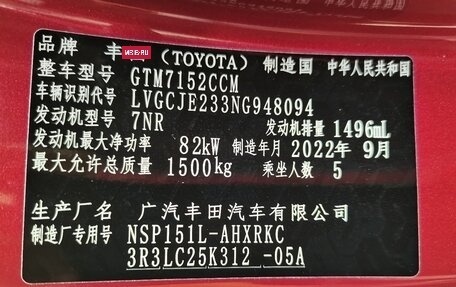 品牌 丰 (TOYOTA) 制造国 中华人民共和国
整车型号 GTM7152CCM
车辆识别代号 LVGCJE233NG948094
发动机型号 7NR 发动机排量 1496mL
发动机最大净功率 82kW 制造年月 2022年9月
最大允许总质量 1500kg 乘坐人数 5
生产厂名 广汽丰田汽车有限公司
制造厂专用号 NSP151L-AHXRKC
3R3LC25K312 -05A